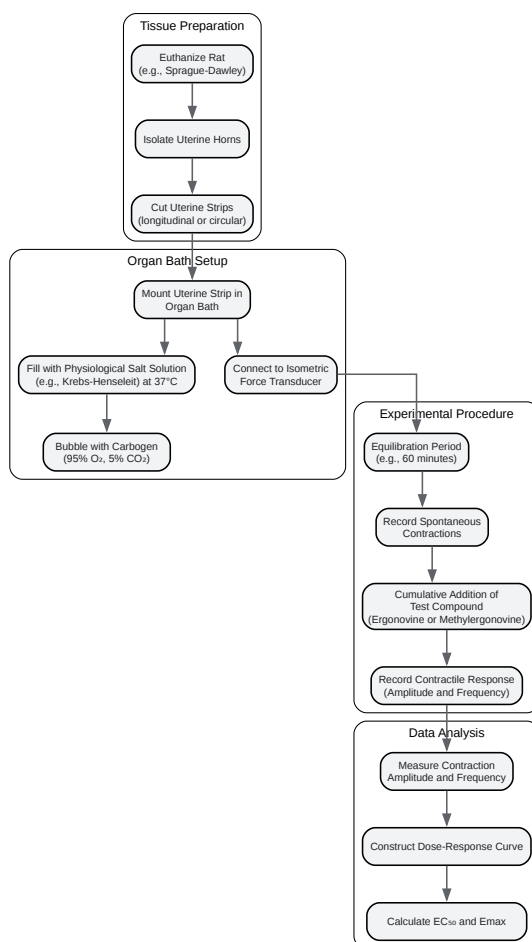 Tissue Preparation
Euthanize Rat
(e.g., Sprague-Dawley)
Isolate Uterine Horns
Cut Uterine Strips
(longitudinal or circular)
Organ Bath Setup
Mount Uterine Strip in
Organ Bath
Fill with Physiological Salt Solution
(e.g., Krebs-Henseleit) at 37°C
Connect to Isometric
Force Transducer
Bubble with Carbogen
(95% O₂, 5% CO₂)
Experimental Procedure
Equilibration Period
(e.g., 60 minutes)
Record Spontaneous
Contractions
Cumulative Addition of
Test Compound
(Ergonovine or Methylergonovine)
Record Contractile Response
(Amplitude and Frequency)
Data Analysis
Measure Contraction
Amplitude and Frequency
Construct Dose-Response Curve
Calculate EC₅₀ and Emax